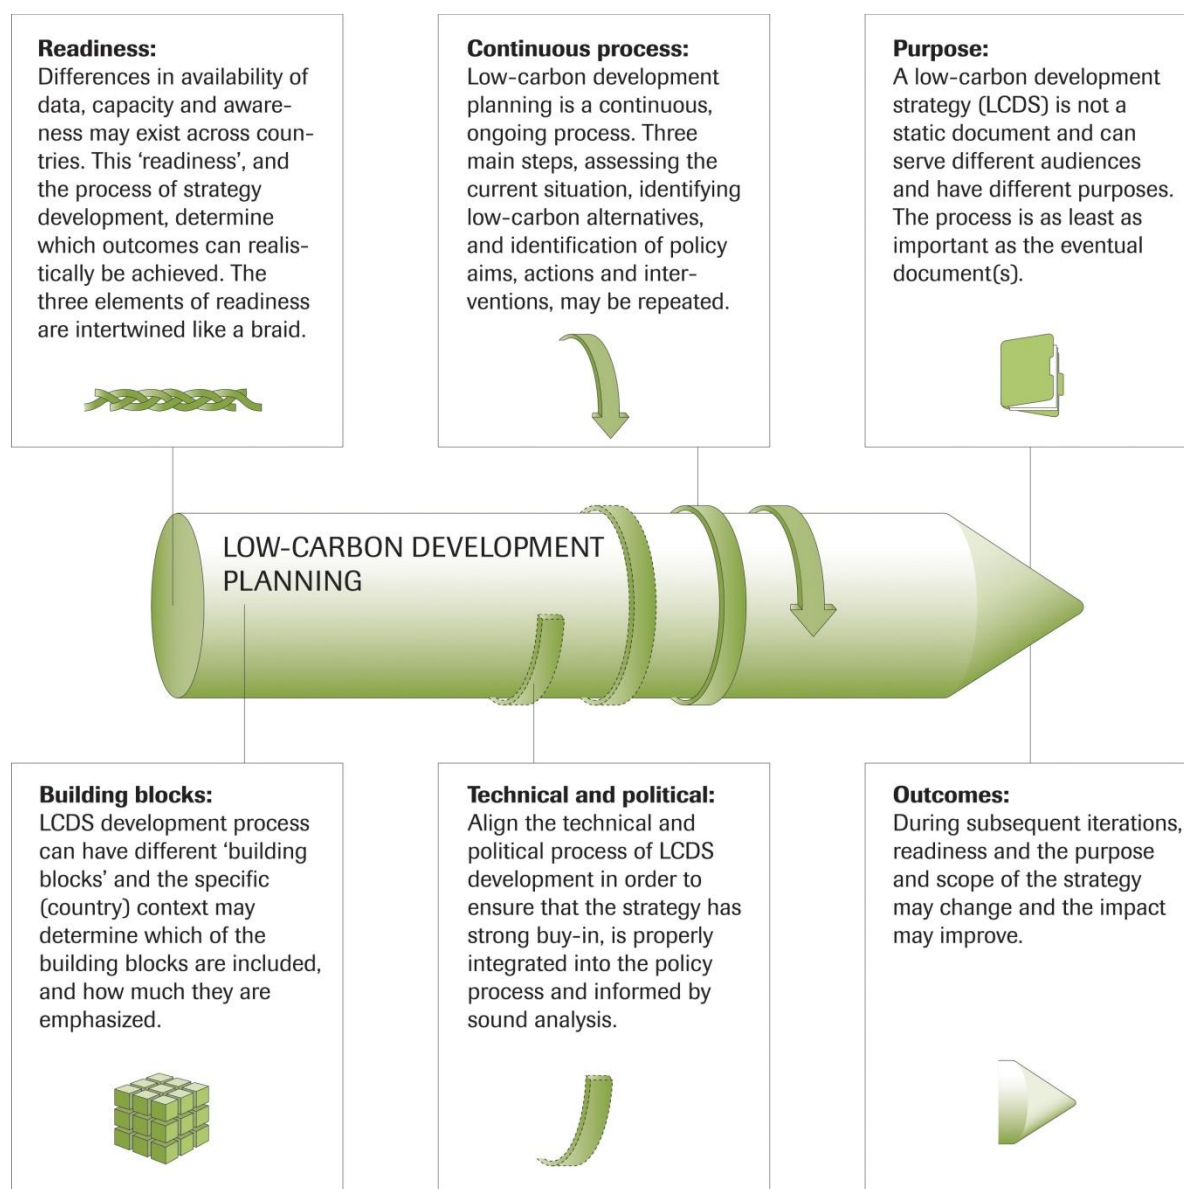 Readiness:
Differences in availability of
data, capacity and aware-
ness may exist across coun-
tries. This ‘readiness’, and
the process of strategy
development, determine
which outcomes can realis-
tically be achieved. The
three elements of readiness
are intertwined like a braid.
Continuous process:
Low-carbon development
planning is a continuous,
ongoing process. Three
main steps, assessing the
current situation, identifying
low-carbon alternatives,
and identification of policy
aims, actions and inter-
ventions, may be repeated.
Purpose:
A low-carbon development
strategy (LCDS) is not a
static document and can
serve different audiences
and have different purposes.
The process is as least as
important as the eventual
document(s).
LOW-CARBON DEVELOPMENT
PLANNING
Building blocks:
LCDS development process
can have different ‘building
blocks’ and the specific
(country) context may
determine which of the
building blocks are included,
and how much they are
emphasized.
Technical and political:
Align the technical and
political process of LCDS
development in order to
ensure that the strategy has
strong buy-in, is properly
integrated into the policy
process and informed by
sound analysis.
Outcomes:
During subsequent iterations,
readiness and the purpose
and scope of the strategy
may change and the impact
may improve.